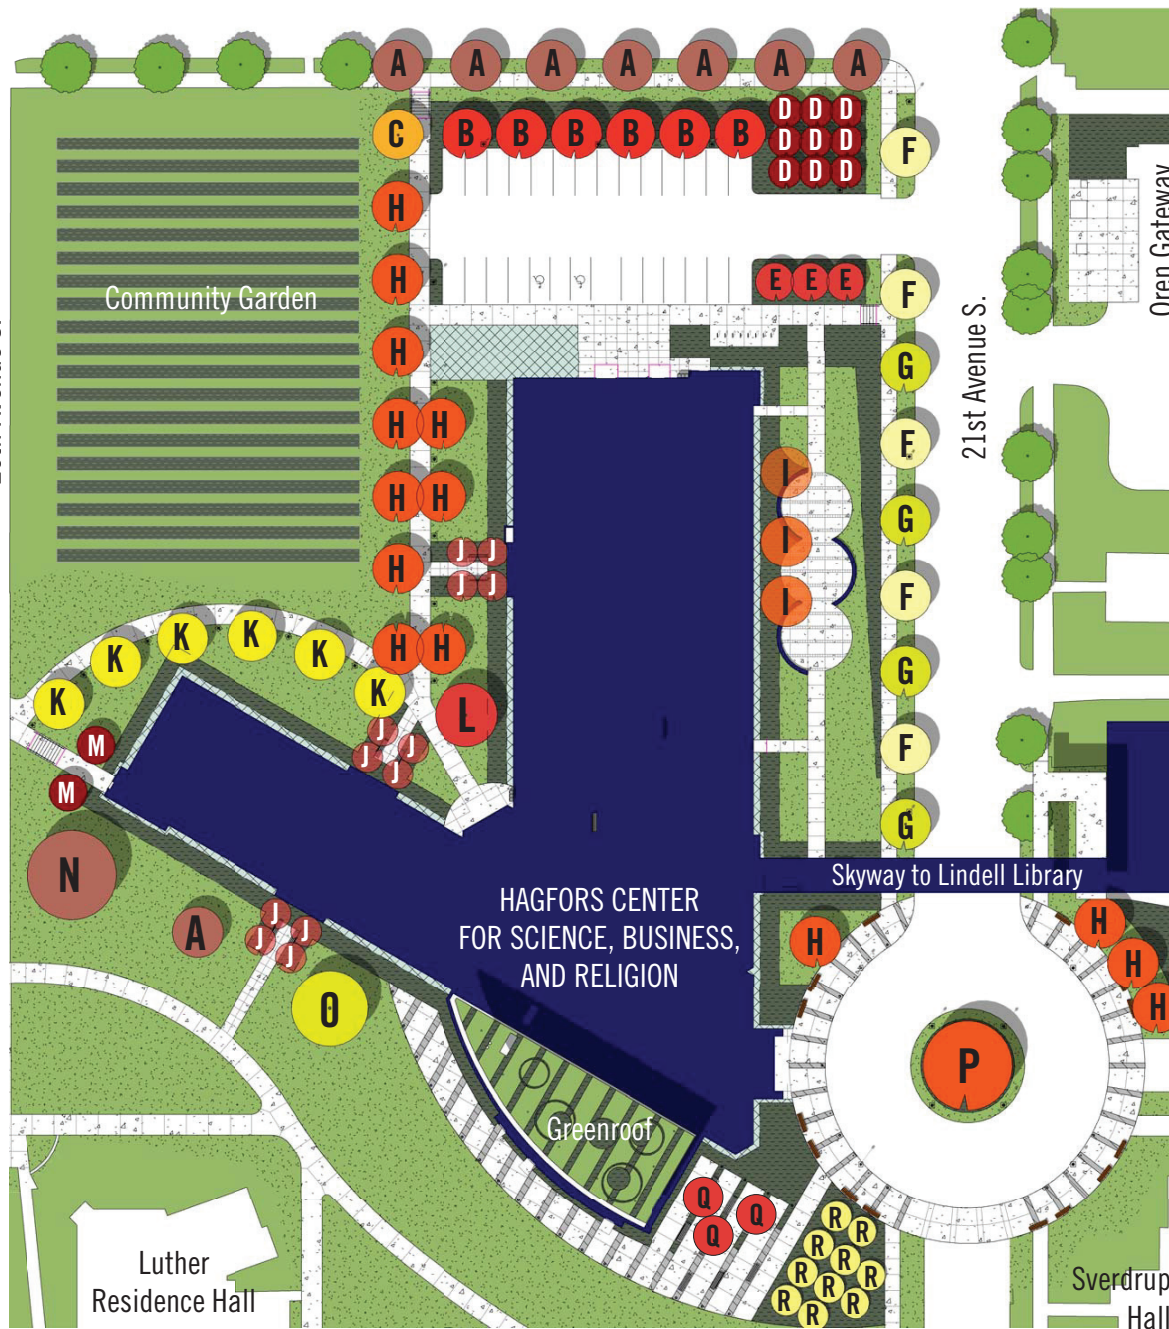 A A A A A A A
C B B B B B B
D D D
D D D
D D D
F
H
Oren Gateway
H
Community Garden
E E E
F
21st Avenue S.
H
G
H H
F
I
H H
G
J J
I
H
J J
F
I
K K K K K K
H H
G
L
J
J J
J
M
M
F
G
N
Skyway to Lindell Library
HAGFORS CENTER
FOR SCIENCE, BUSINESS,
AND RELIGION
A
J
J J
J
H
H
H
H
O
P
Greenroof
Q
Q
Q
R
R
R
R
R
R
R
R
R
R
Luther
Residence Hall
Sverdrup
Hall